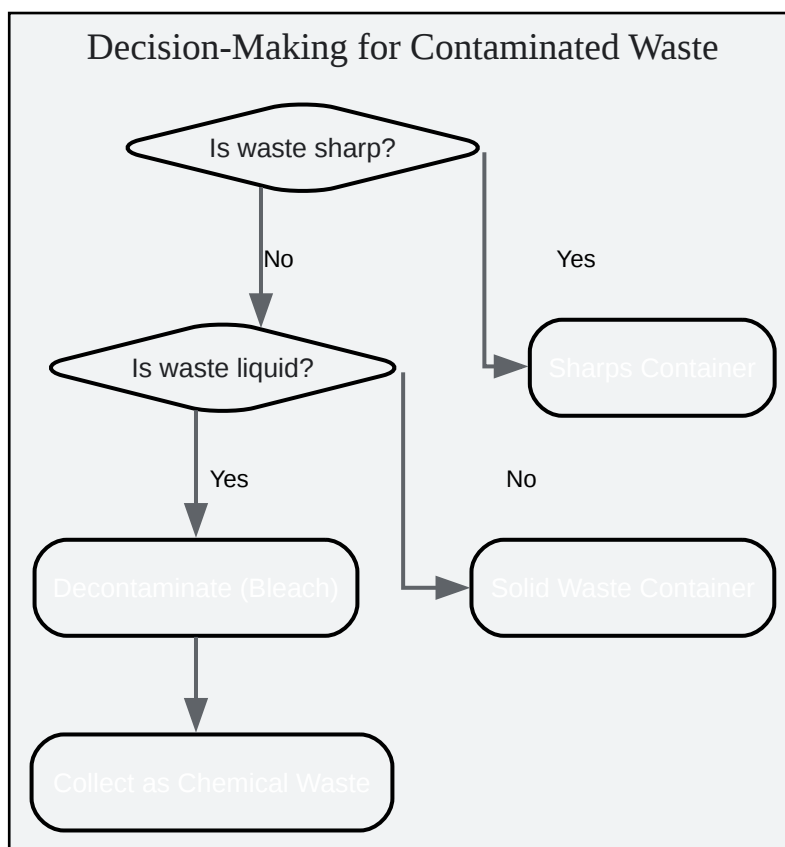 Decision-Making for Contaminated Waste
Is waste sharp?
No
Yes
Is waste liquid?
Sharps Container
Yes
No
Decontaminate (Bleach)
Solid Waste Container
Collect as Chemical Waste